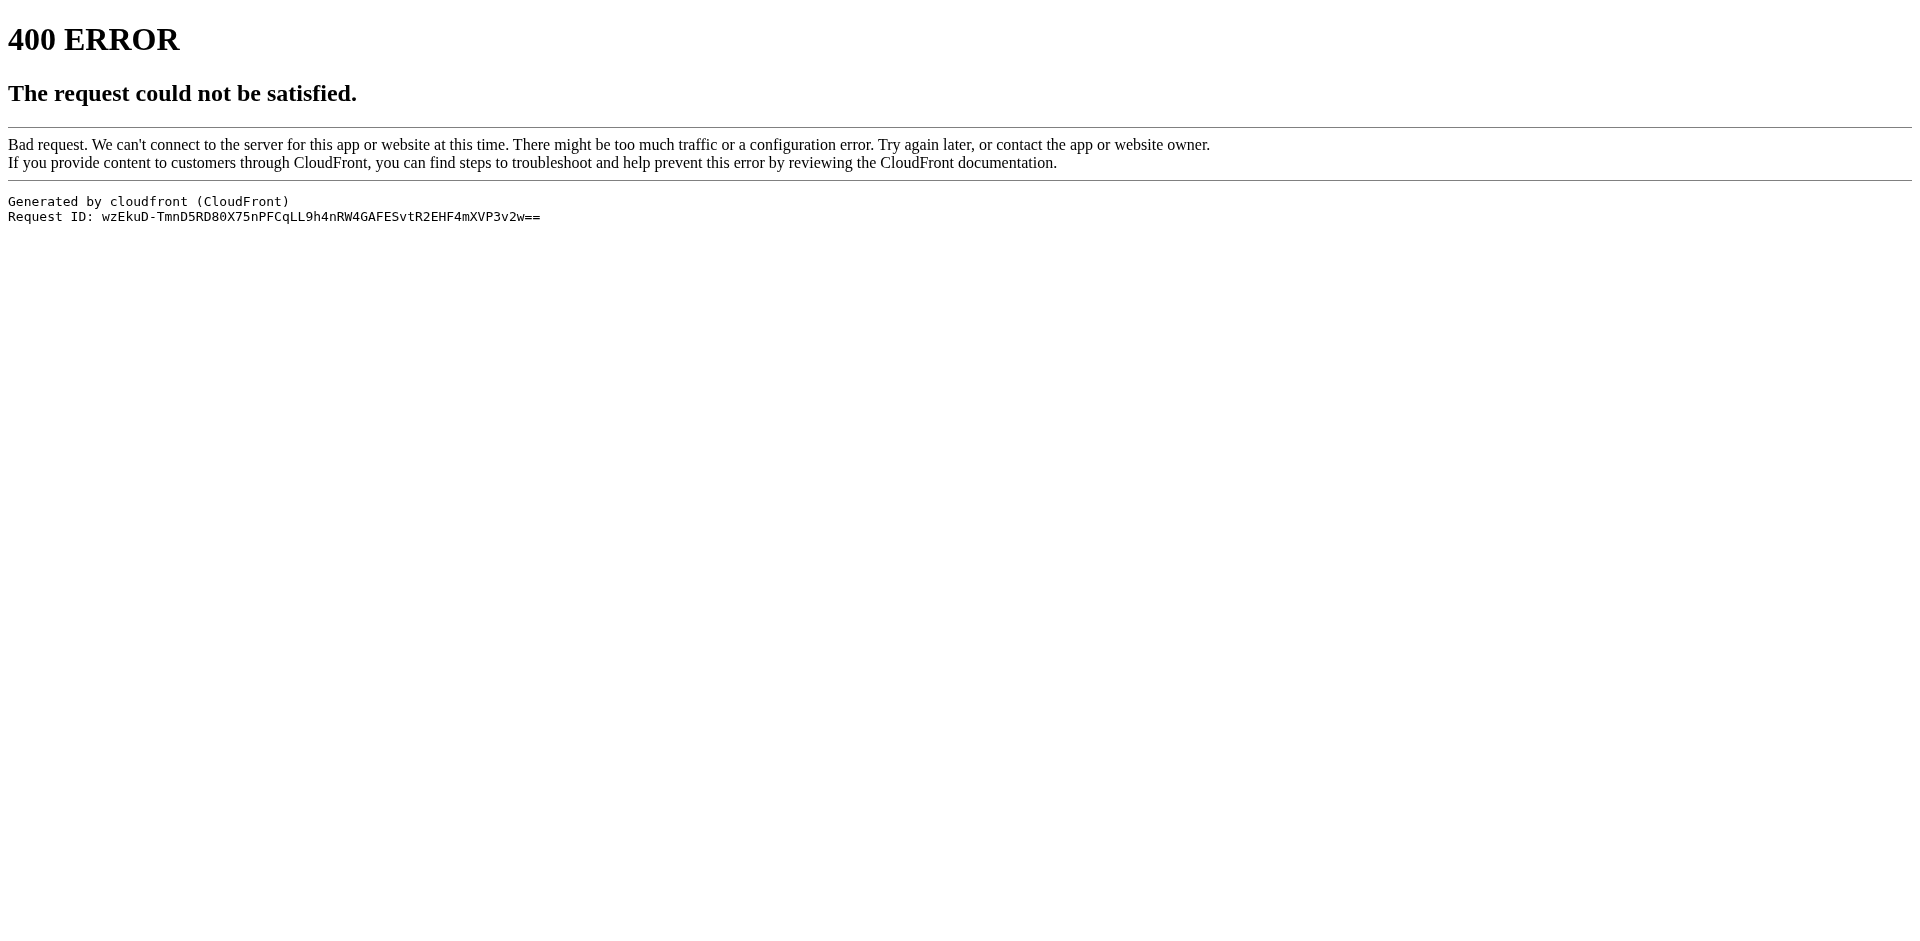 400 ERROR
The request could not be satisfied.
Bad request. We can't connect to the server for this app or website at this time. There might be too much traffic or a configuration error. Try again later, or contact the app or website owner.
If you provide content to customers through CloudFront, you can find steps to troubleshoot and help prevent this error by reviewing the CloudFront documentation.
Generated by cloudfront (CloudFront)
Request ID: wzEkuD-TmnD5RD80X75nPFCqLL9h4nRW4GAFESvtR2EHF4mXVP3v2w==